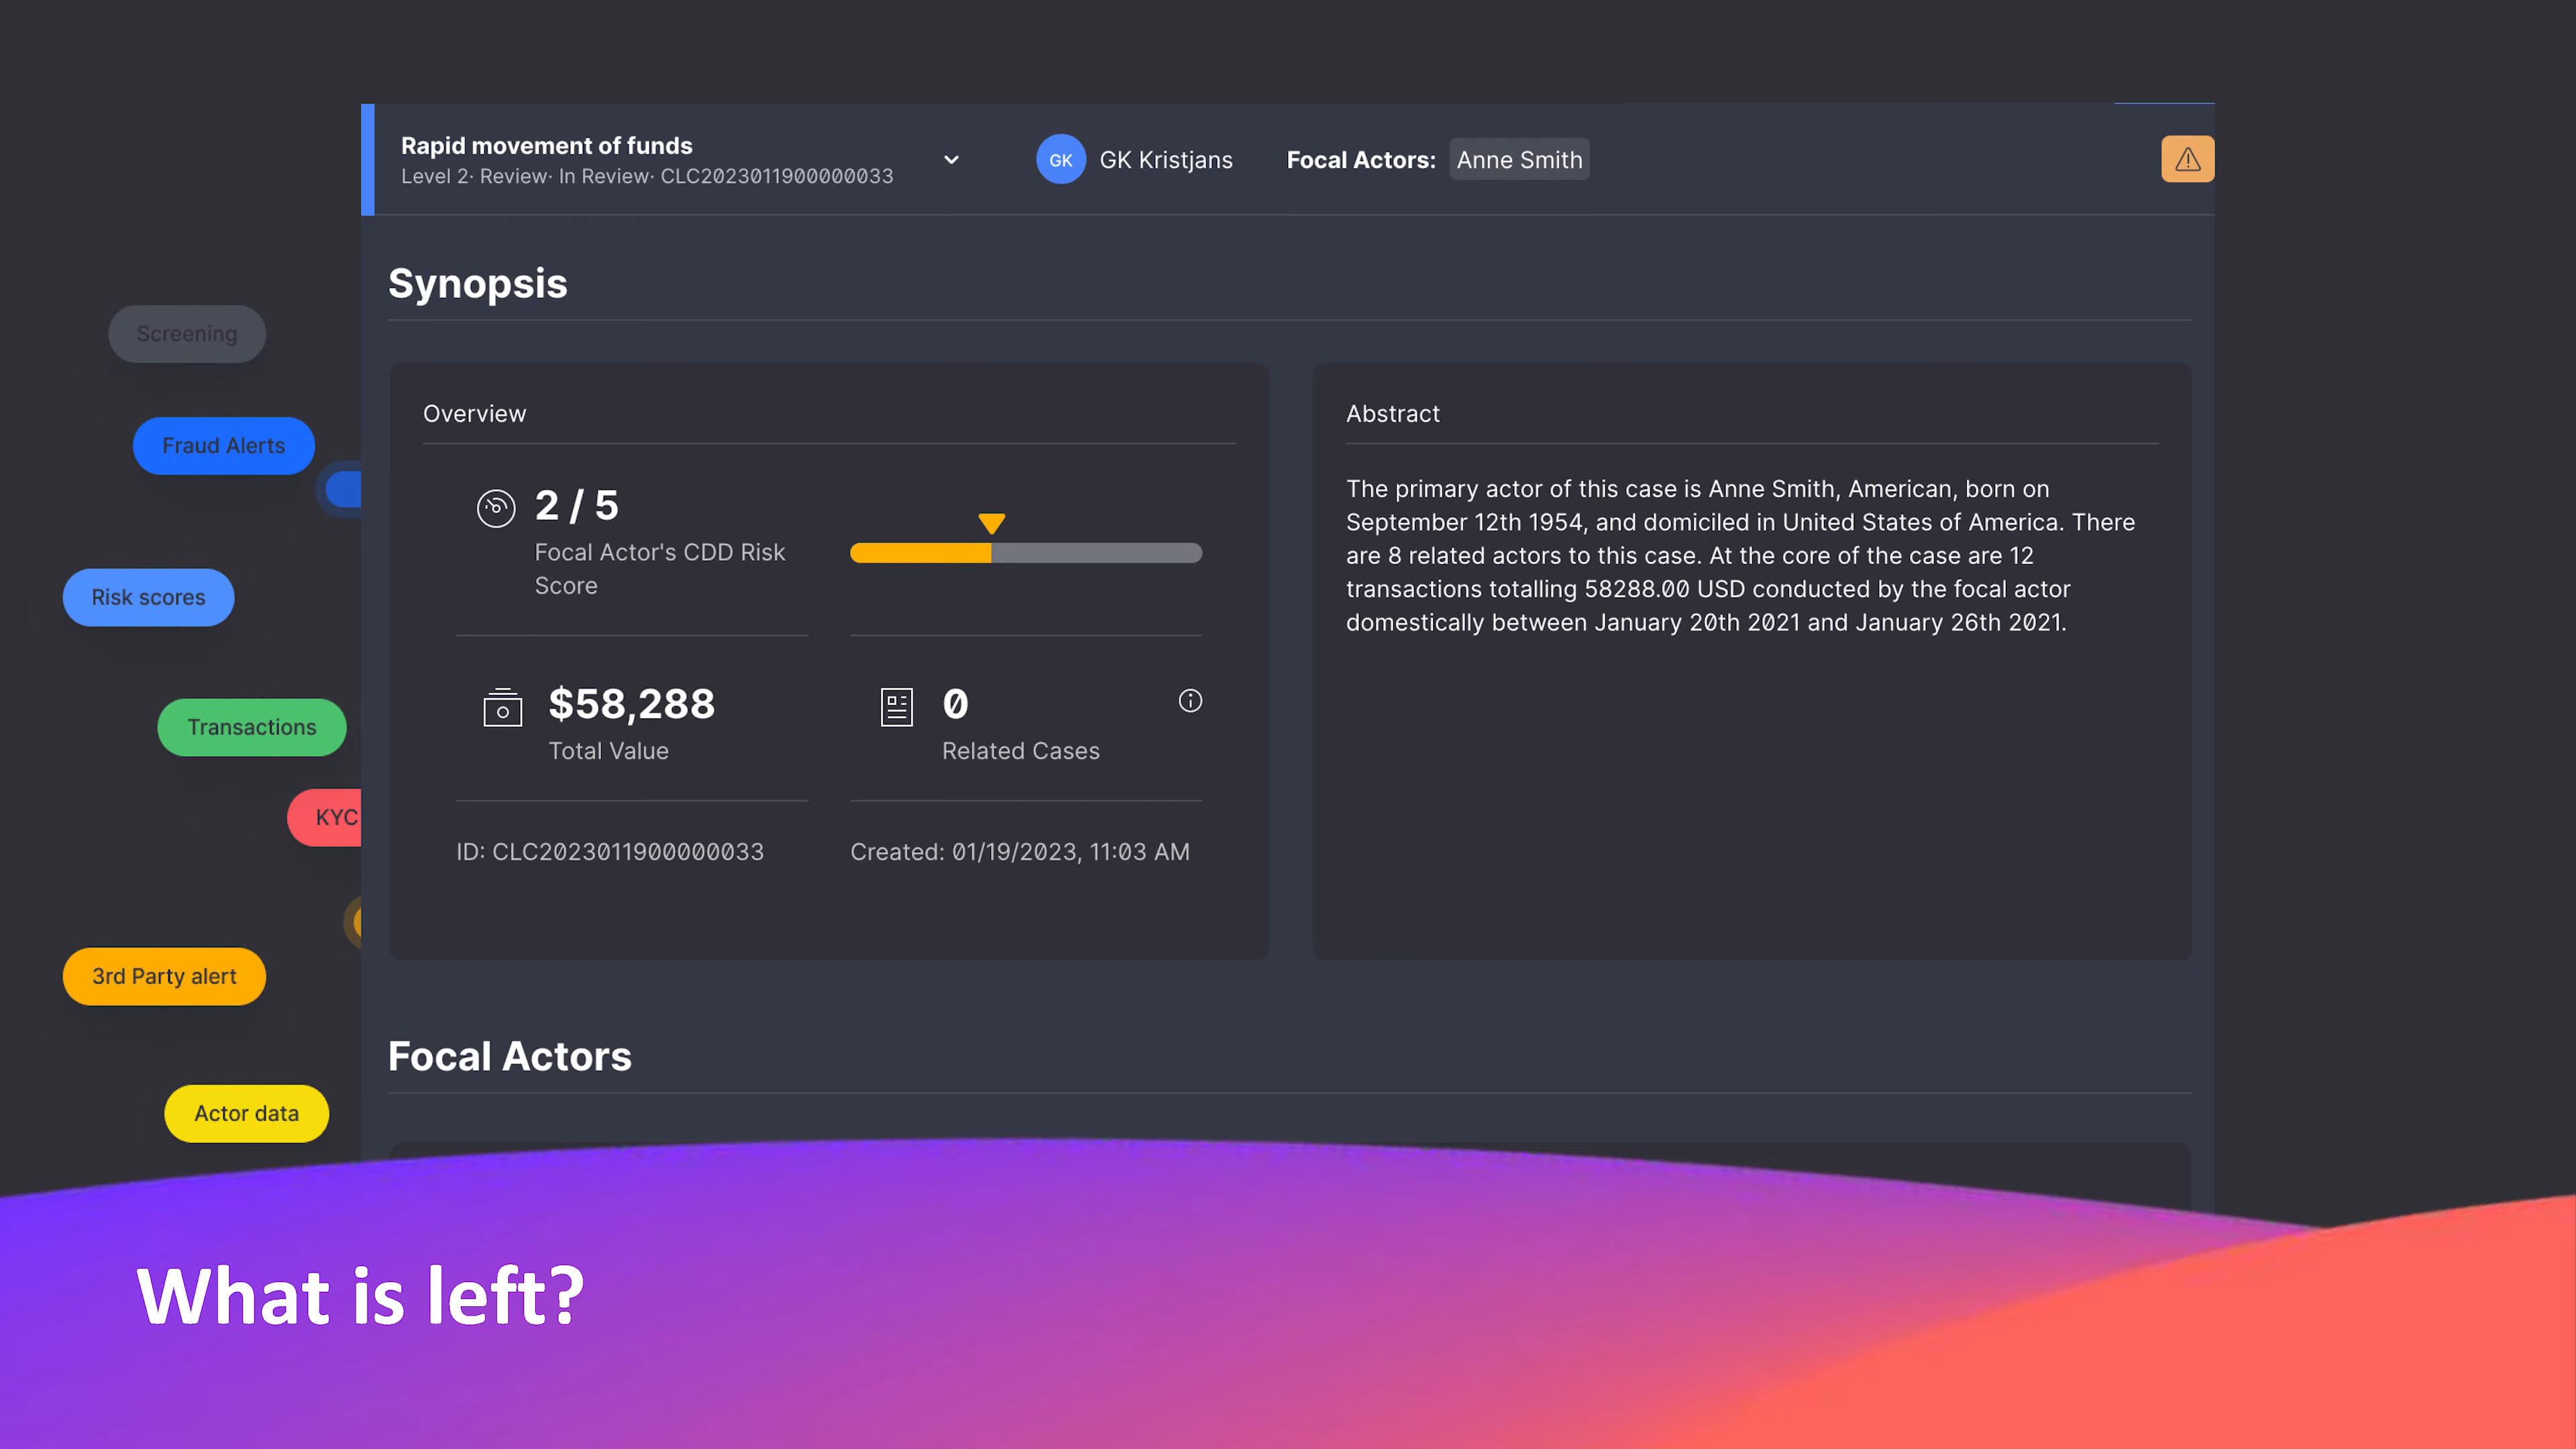 Rapid movement of funds
Level 2· Review· In Review· CLC2023011900000033
GK
GK Kristjans
Focal Actors:
Anne Smith
Synopsis
Screening
Fraud Alerts
Risk scores
Transactions
KYC
3rd Party alert
Actor data
Overview
2 / 5
Focal Actor's CDD Risk
Score
$58,288
Total Value
0
Related Cases
ID: CLC2023011900000033
Created: 01/19/2023, 11:03 AM
Abstract
The primary actor of this case is Anne Smith, American, born on
September 12th 1954, and domiciled in United States of America. There
are 8 related actors to this case. At the core of the case are 12
transactions totalling 58288.00 USD conducted by the focal actor
domestically between January 20th 2021 and January 26th 2021.
Focal Actors
What is left?